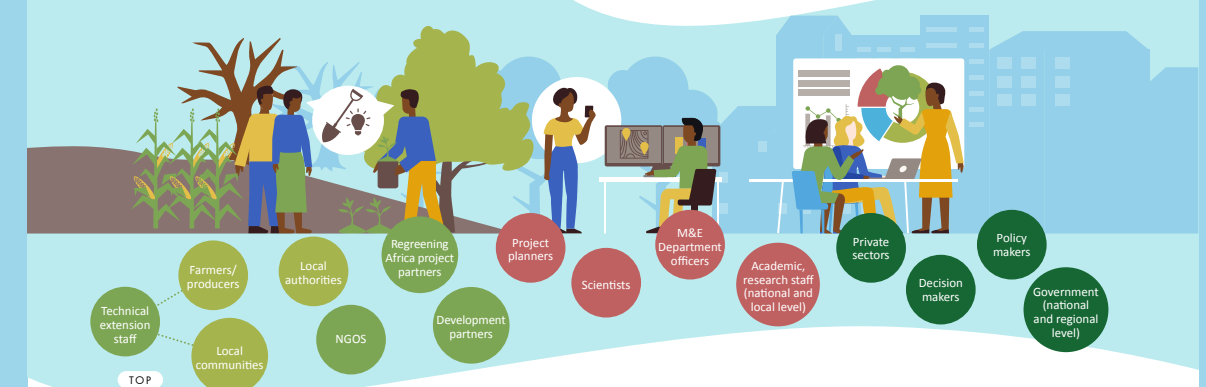 Technical
extension
staff
Farmers/
producers
Local
communities
Local
authorities
NGOS
Regreening
Africa project
partners
Development
partners
Project
planners
Scientists
M&E
Department
officers
Academic,
research staff
(national and
local level)
Private
sectors
Decision
makers
Policy
makers
Government
(national
and regional
level)
TOP